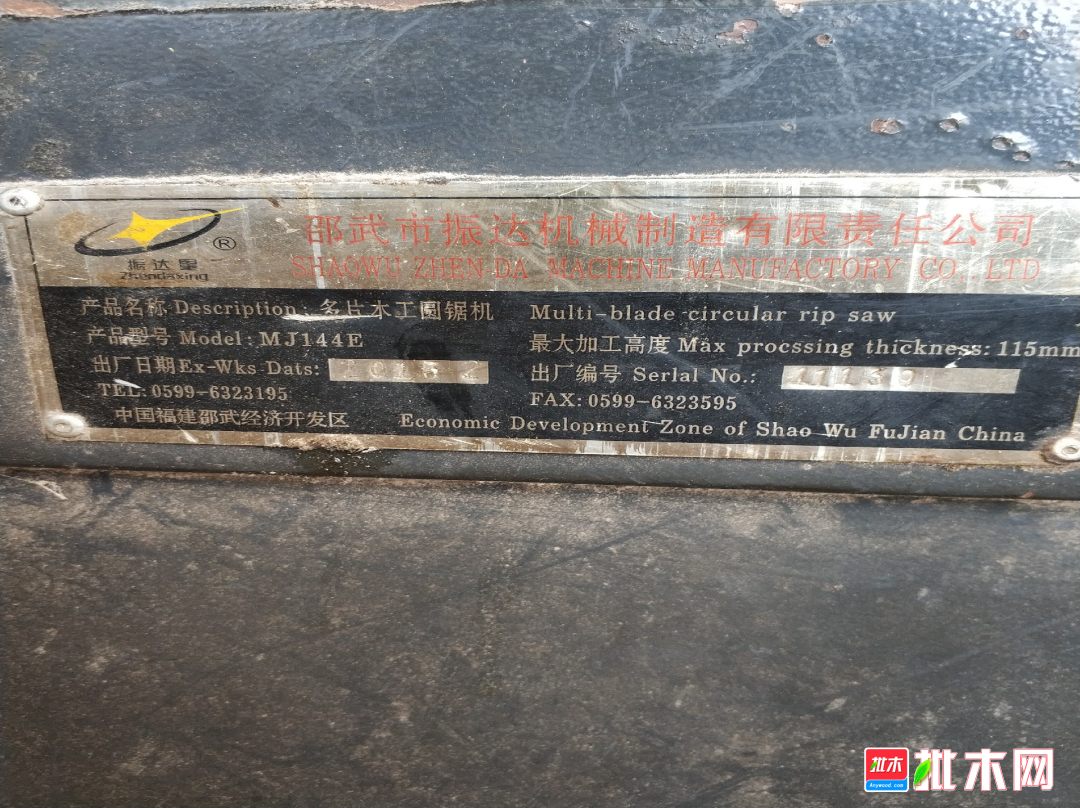 振达星 ®
Zhendaxing
邵武市振达机械制造有限责任公司
SHAOWU ZHEN DA MACHINE MANUFACTORY CO., LTD
产品名称 Description: 多片木工圆锯机 Multi-blade circular rip saw
产品型号 Model: MJ144E 最大加工高度 Max procssing thickness: 115mm
出厂日期 Ex-Wks Dats: 出厂编号 Serlal No.: 11139
TEL: 0599-6323195 FAX: 0599-6323595
中国福建邵武经济开发区 Economic Development Zone of Shao Wu FuJian China
批木 批木网
Anywood.com